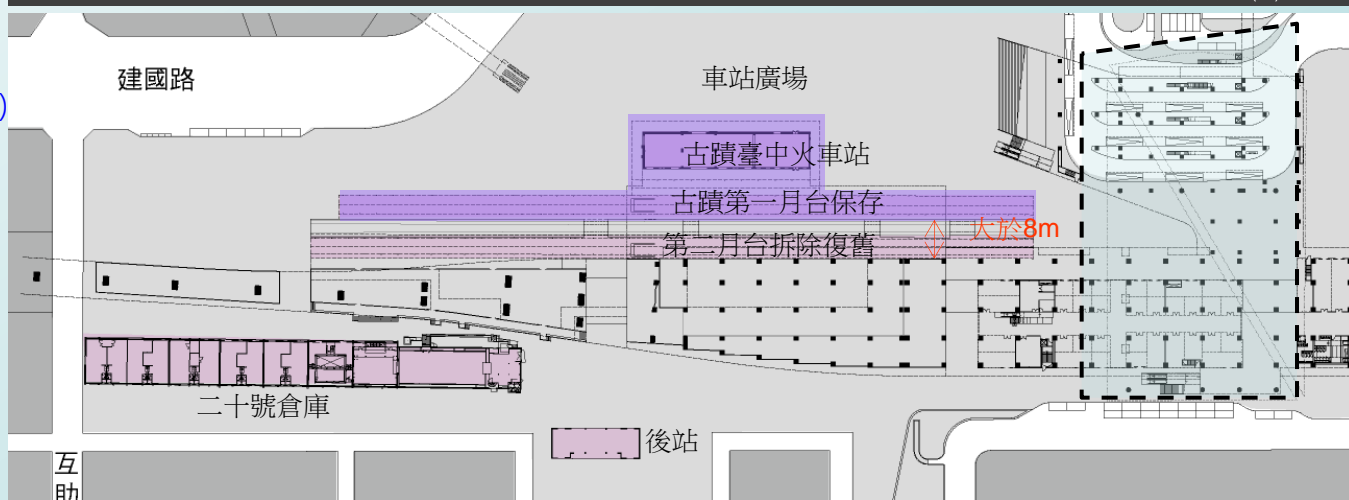 建國路
車站廣場
)
古蹟臺中火車站
古蹟第一月台保存
大於8m
第二月台拆除復舊
二十號倉庫
後站
互
助